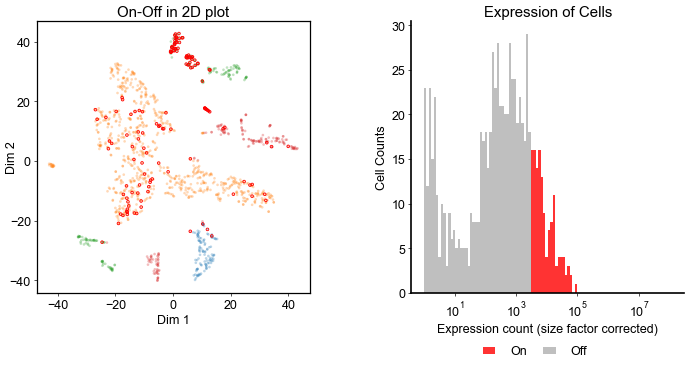 On-Off in 2D plot
40
20
0
−20
−40
Dim 2
−40 −20 0 20 40
Dim 1
Expression of Cells
30
25
20
15
10
5
0
Cell Counts
10^1 10^3 10^5 10^7
Expression count (size factor corrected)
On Off